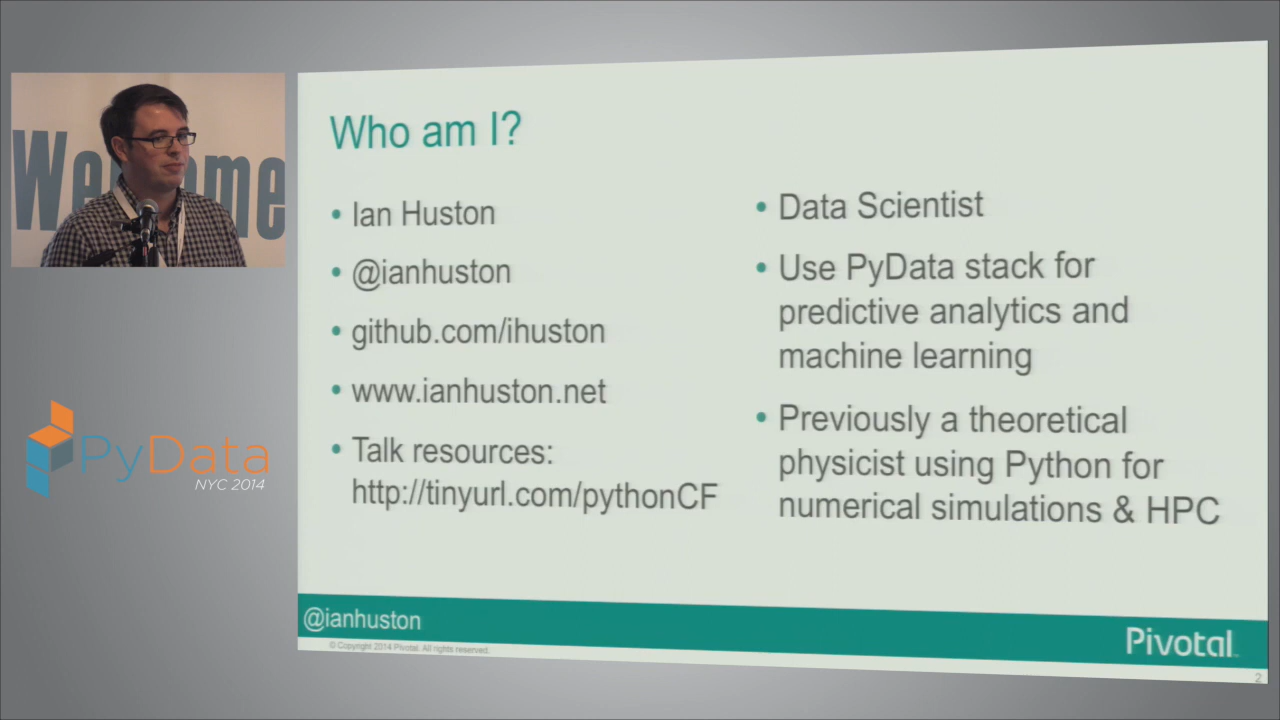 Welcome
PyData
NYC 2014
Who am I?
• Ian Huston
• @ianhuston
• github.com/ihuston
• www.ianhuston.net
• Talk resources:
http://tinyurl.com/pythonCF
• Data Scientist
• Use PyData stack for
predictive analytics and
machine learning
• Previously a theoretical
physicist using Python for
numerical simulations & HPC
@ianhuston
Pivotal
© Copyright 2014 Pivotal. All rights reserved.
2